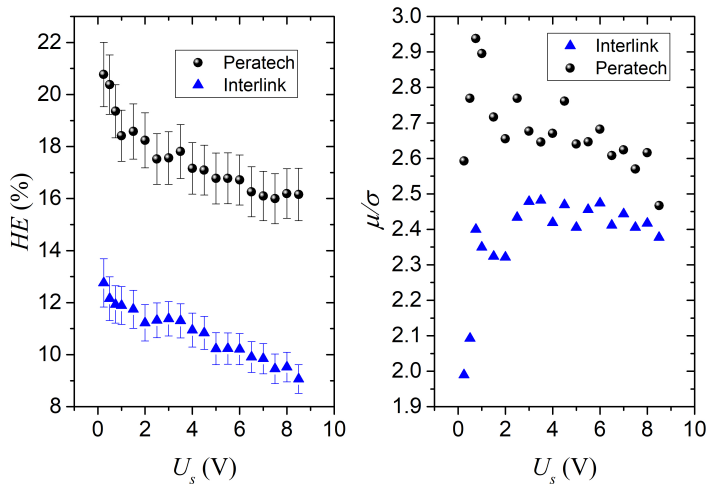 22
20
18
16
14
12
10
8
HE (%)
Peratech
Interlink
0 2 4 6 8 10
U_s (V)
3.0
2.9
2.8
2.7
2.6
2.5
2.4
2.3
2.2
2.1
2.0
1.9
μ/σ
Interlink
Peratech
0 2 4 6 8 10
U_s (V)